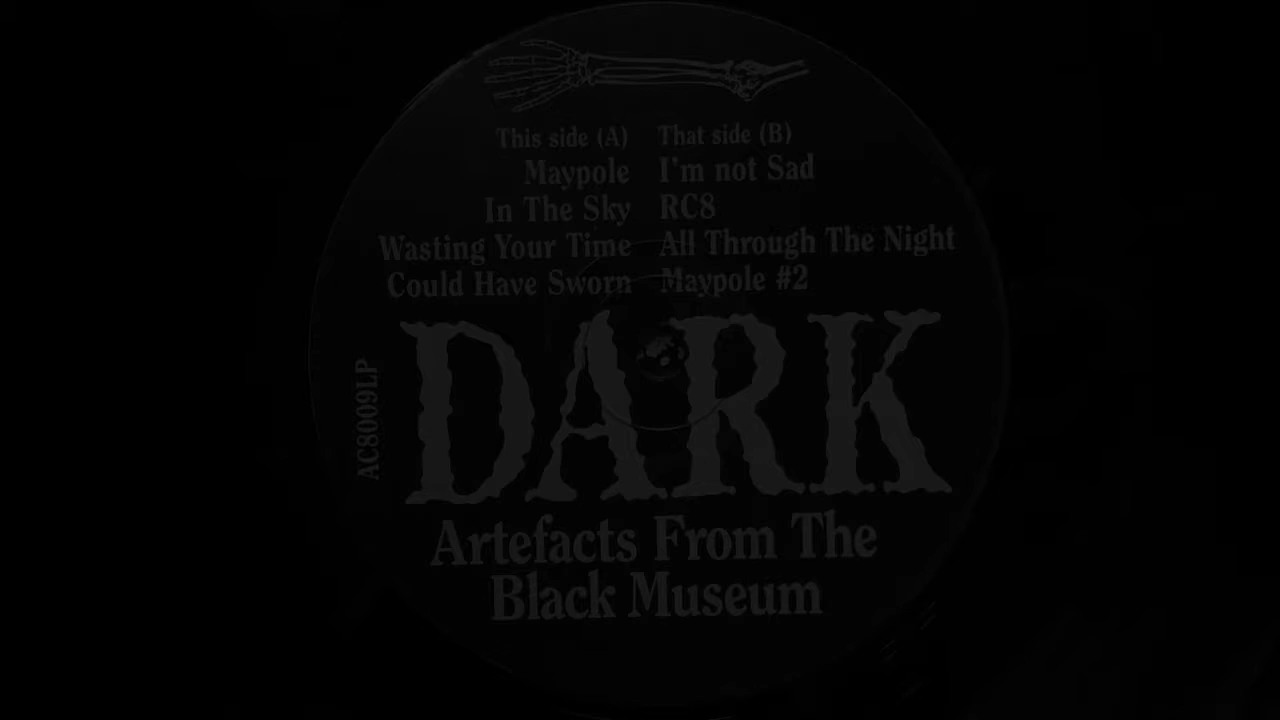 This side (A) That side (B)
Maypole I'm not Sad
In The Sky RC8
Wasting Your Time All Through The Night
Could Have Sworn Maypole #2
DARK
AC8009LP
Artefacts From The
Black Museum